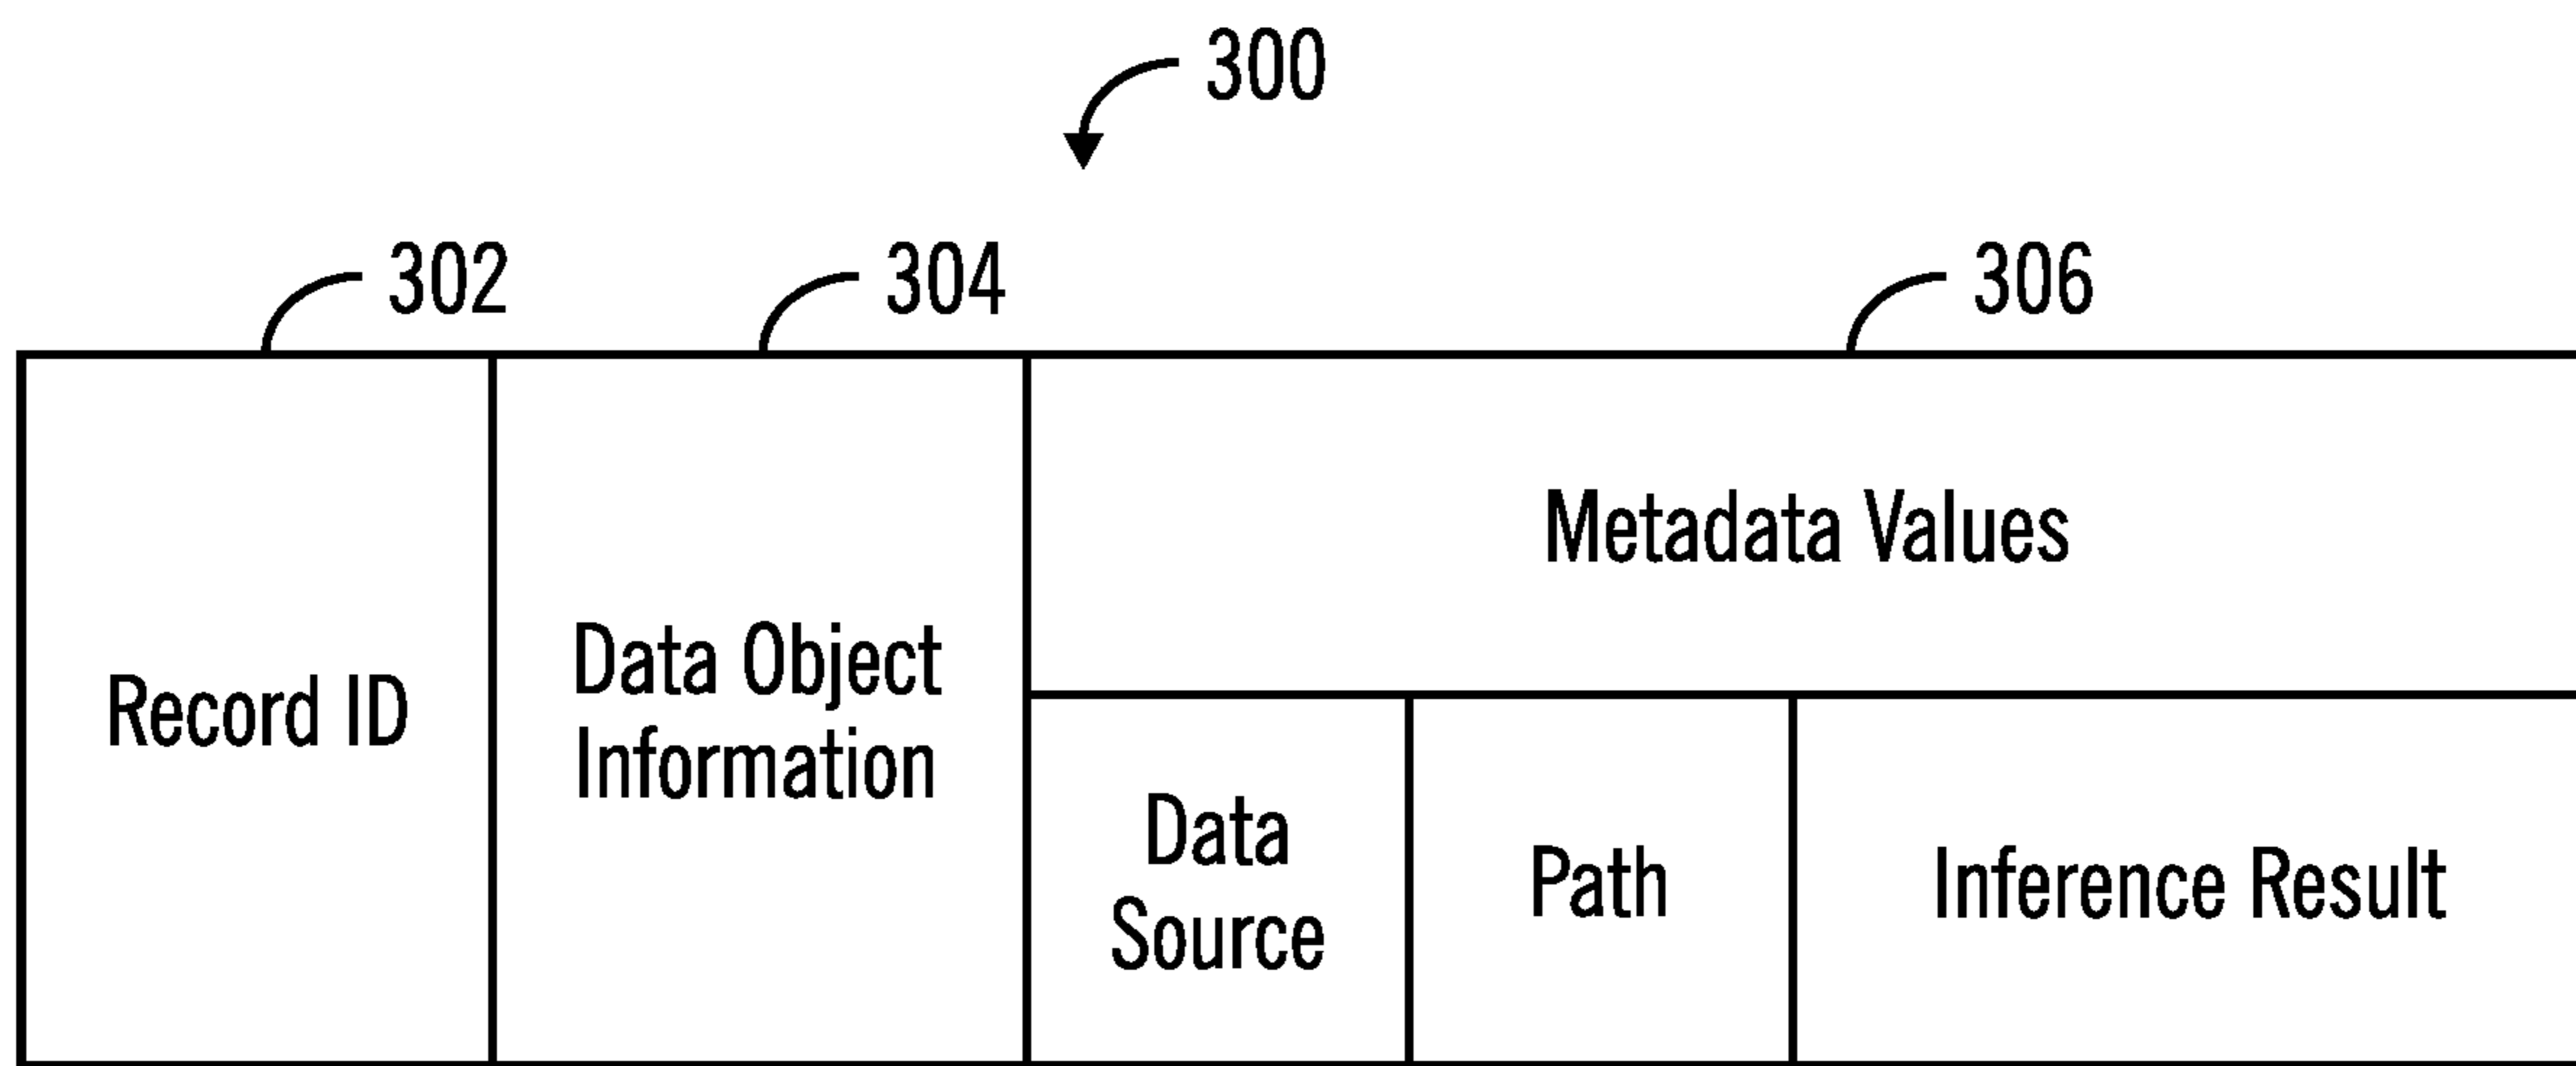 300
302
304
306
Record ID
Data Object
Information
Metadata Values
Data
Source
Path
Inference Result